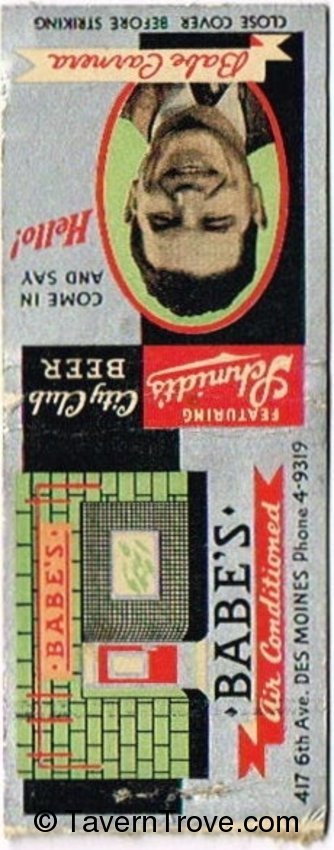 CLOSE COVER BEFORE STRIKING
Babe Carnera
COME IN
AND SAY
Hello!
FEATURING
Schmidt's
City Club
BEER
BABE'S
BABE'S
Air Conditioned
417 6th Ave. DES MOINES Phone 4-9319
© TavernTrove.com